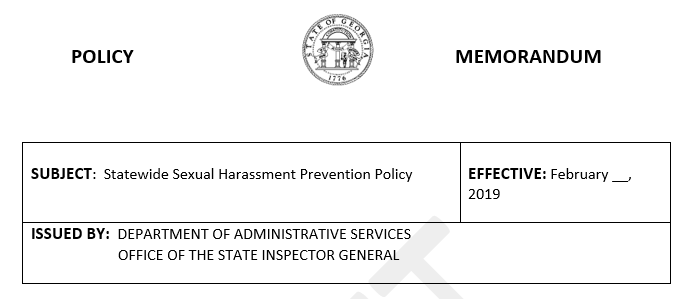 STATE OF GEORGIA
1776
POLICY
MEMORANDUM
SUBJECT: Statewide Sexual Harassment Prevention Policy
EFFECTIVE: February __,
2019
ISSUED BY: DEPARTMENT OF ADMINISTRATIVE SERVICES
OFFICE OF THE STATE INSPECTOR GENERAL
T